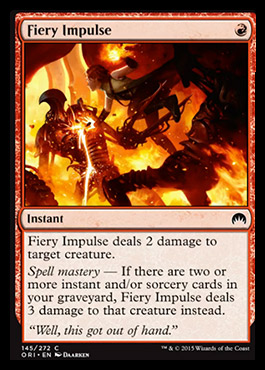 Fiery Impulse
Instant
Fiery Impulse deals 2 damage to
target creature.
Spell mastery — If there are two or
more instant and/or sorcery cards in
your graveyard, Fiery Impulse deals
3 damage to that creature instead.
“Well, this got out of hand.”
145/272 C
ORI • EN DAARKEN
™ & © 2015 Wizards of the Coast